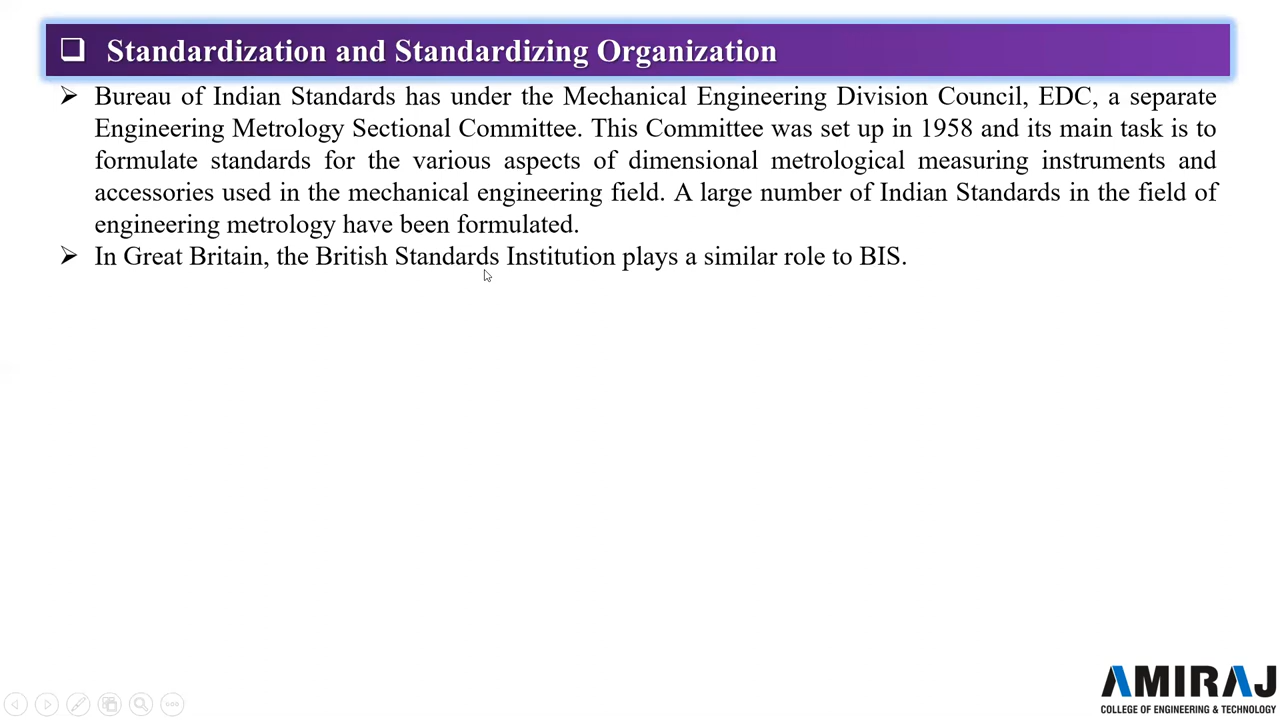 Standardization and Standardizing Organization
Bureau of Indian Standards has under the Mechanical Engineering Division Council, EDC, a separate
Engineering Metrology Sectional Committee. This Committee was set up in 1958 and its main task is to
formulate standards for the various aspects of dimensional metrological measuring instruments and
accessories used in the mechanical engineering field. A large number of Indian Standards in the field of
engineering metrology have been formulated.
In Great Britain, the British Standards Institution plays a similar role to BIS.
AMIRAJ
COLLEGE OF ENGINEERING & TECHNOLOGY